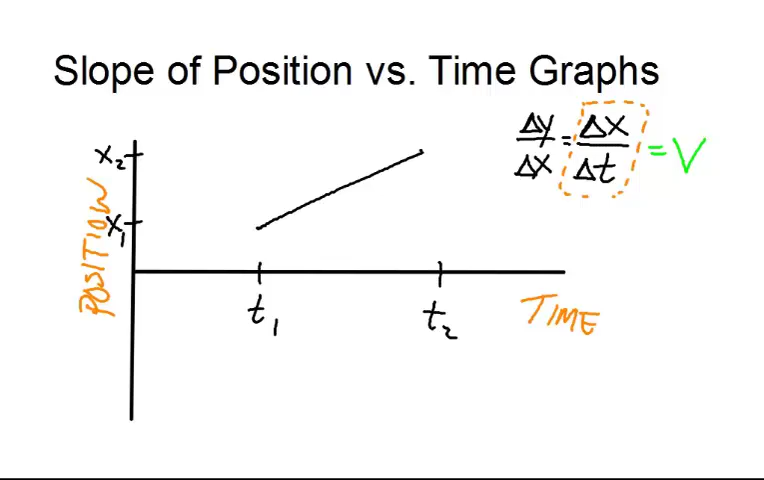 Slope of Position vs. Time Graphs
Δy/Δx = Δx/Δt = V
x₂
x₁
POSITION
t₁
t₂
TIME